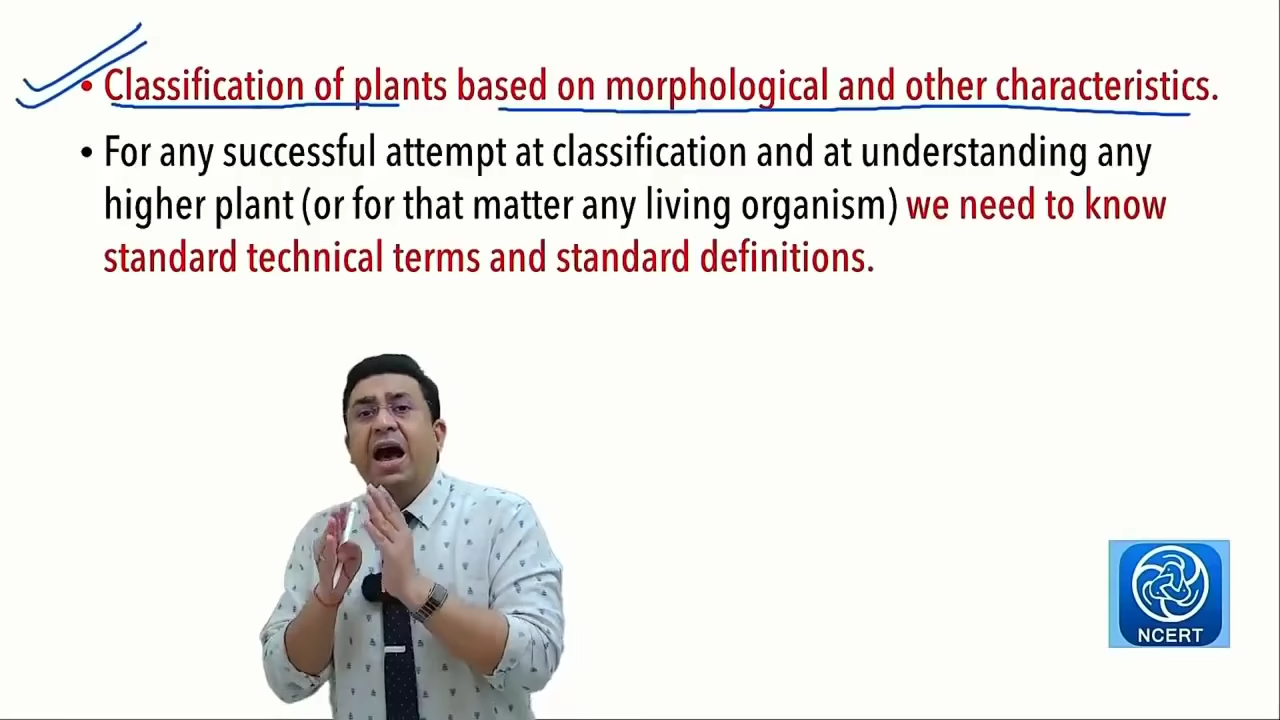 • Classification of plants based on morphological and other characteristics.
• For any successful attempt at classification and at understanding any
higher plant (or for that matter any living organism) we need to know
standard technical terms and standard definitions.
NCERT